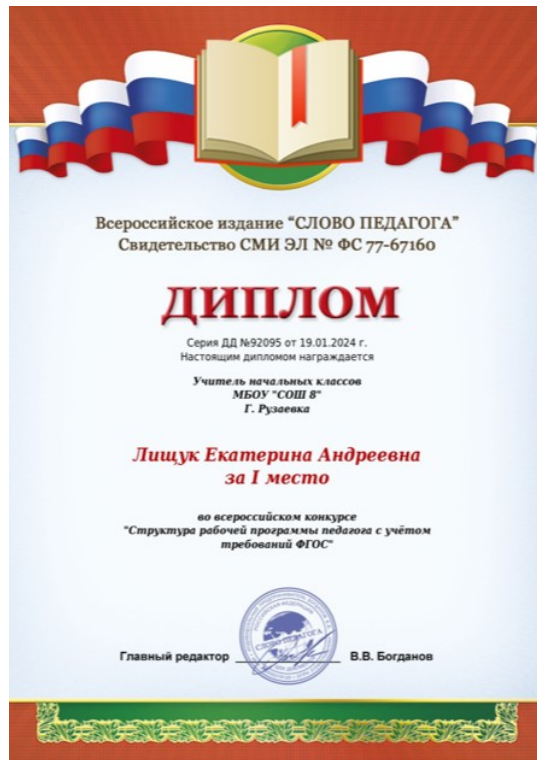 Всероссийское издание “СЛОВО ПЕДАГОГА”
Свидетельство СМИ ЭЛ № ФС 77-67160
ДИПЛОМ
Серия ДД №92095 от 19.01.2024 г.
Настоящим дипломом награждается
Учитель начальных классов
МБОУ "СОШ 8"
Г. Рузаевка
Лищук Екатерина Андреевна
за I место
во всероссийском конкурсе
"Структура рабочей программы педагога с учётом
требований ФГОС"
СЛОВО ПЕДАГОГА
Главный редактор
В.В. Богданов